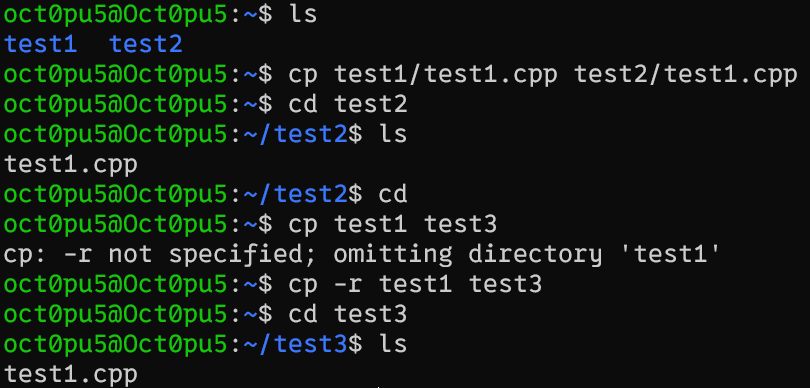 oct0pu5@Oct0pu5:~$ ls
test1  test2
oct0pu5@Oct0pu5:~$ cp test1/test1.cpp test2/test1.cpp
oct0pu5@Oct0pu5:~$ cd test2
oct0pu5@Oct0pu5:~/test2$ ls
test1.cpp
oct0pu5@Oct0pu5:~/test2$ cd
oct0pu5@Oct0pu5:~$ cp test1 test3
cp: -r not specified; omitting directory 'test1'
oct0pu5@Oct0pu5:~$ cp -r test1 test3
oct0pu5@Oct0pu5:~$ cd test3
oct0pu5@Oct0pu5:~/test3$ ls
test1.cpp